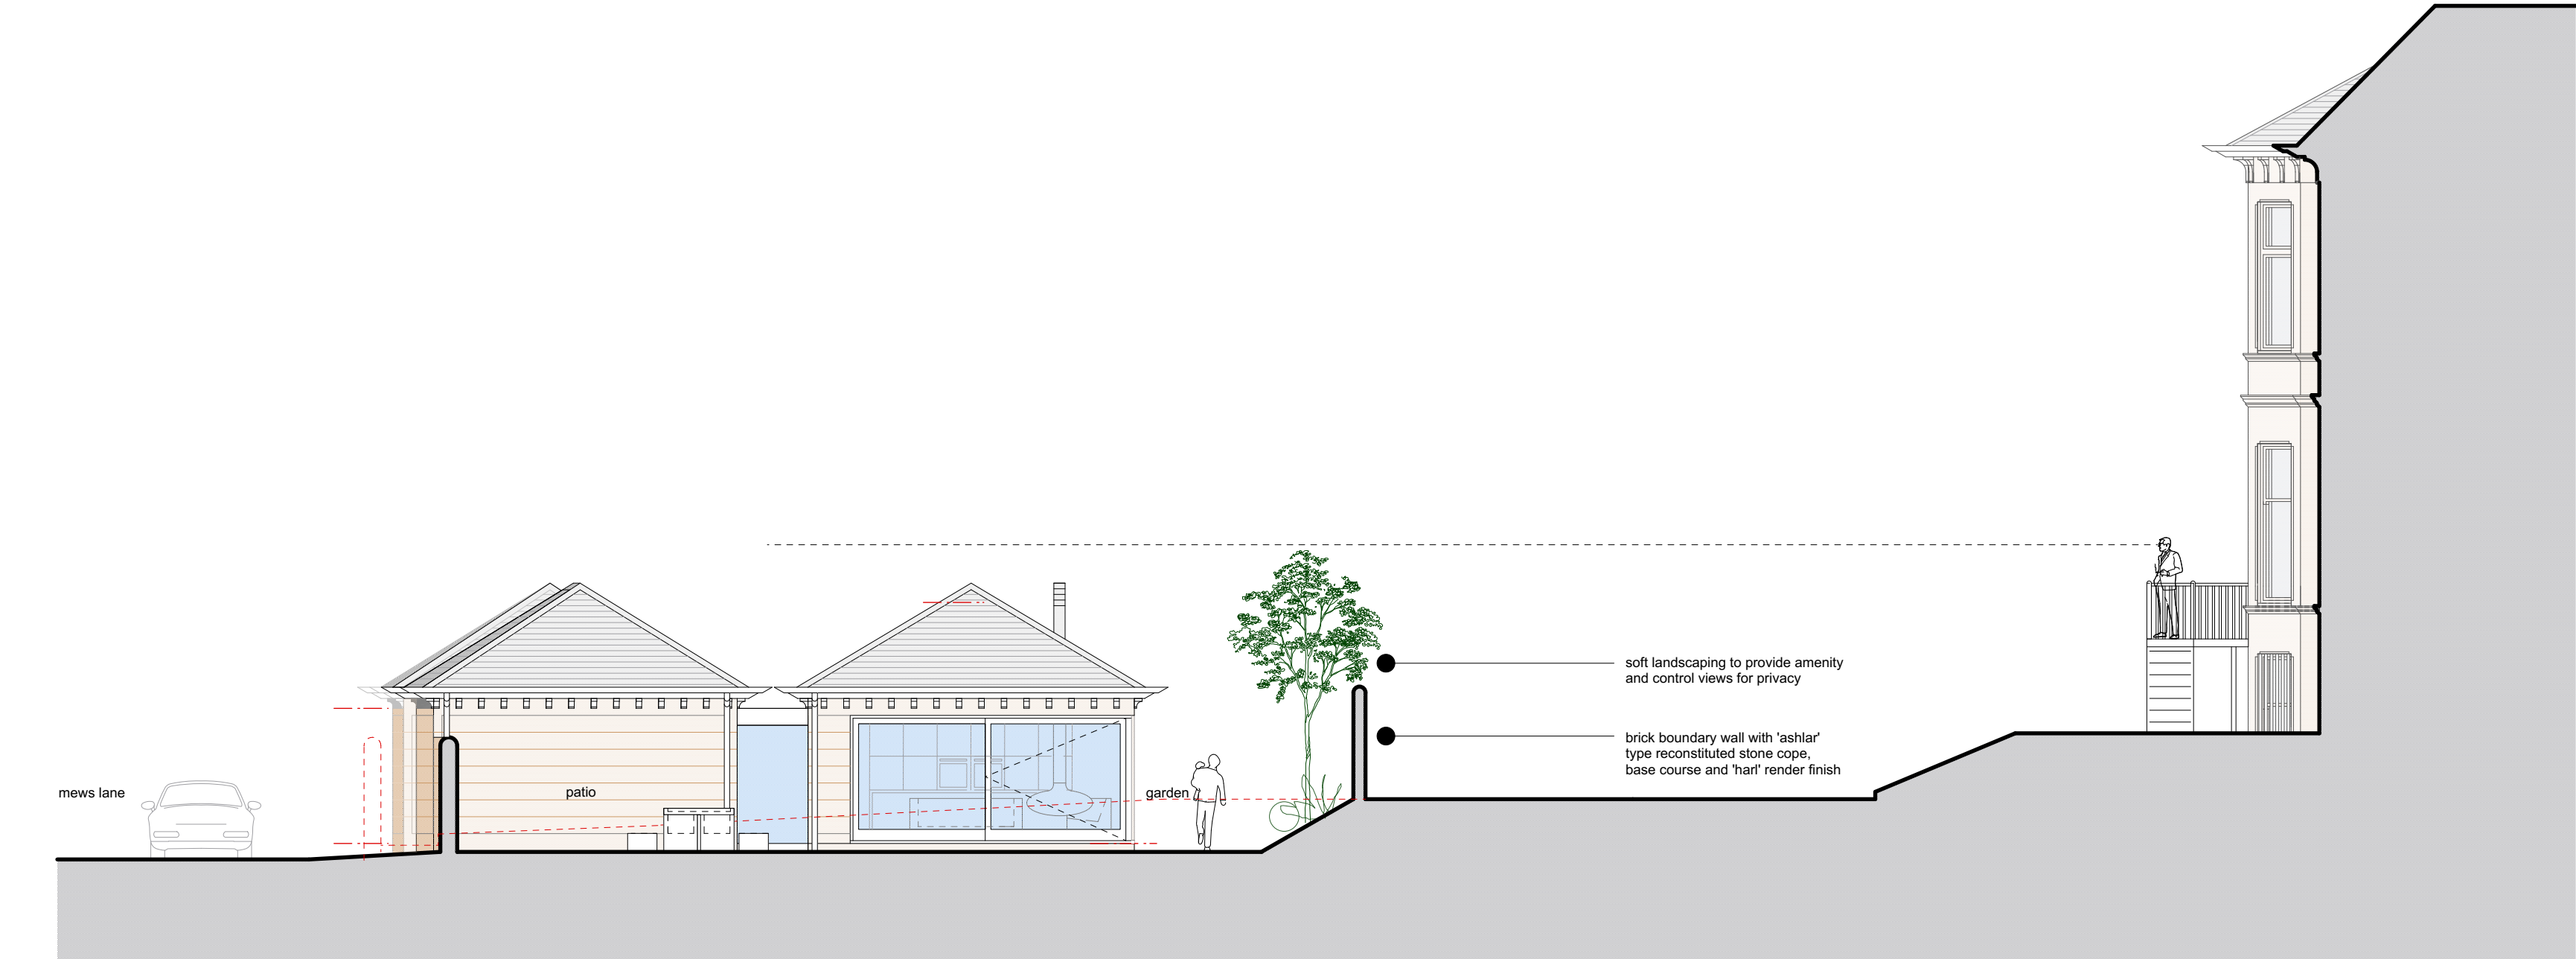 soft landscaping to provide amenity
and control views for privacy
brick boundary wall with 'ashlar'
type reconstituted stone cope,
base course and 'harl' render finish
mews lane
patio
garden